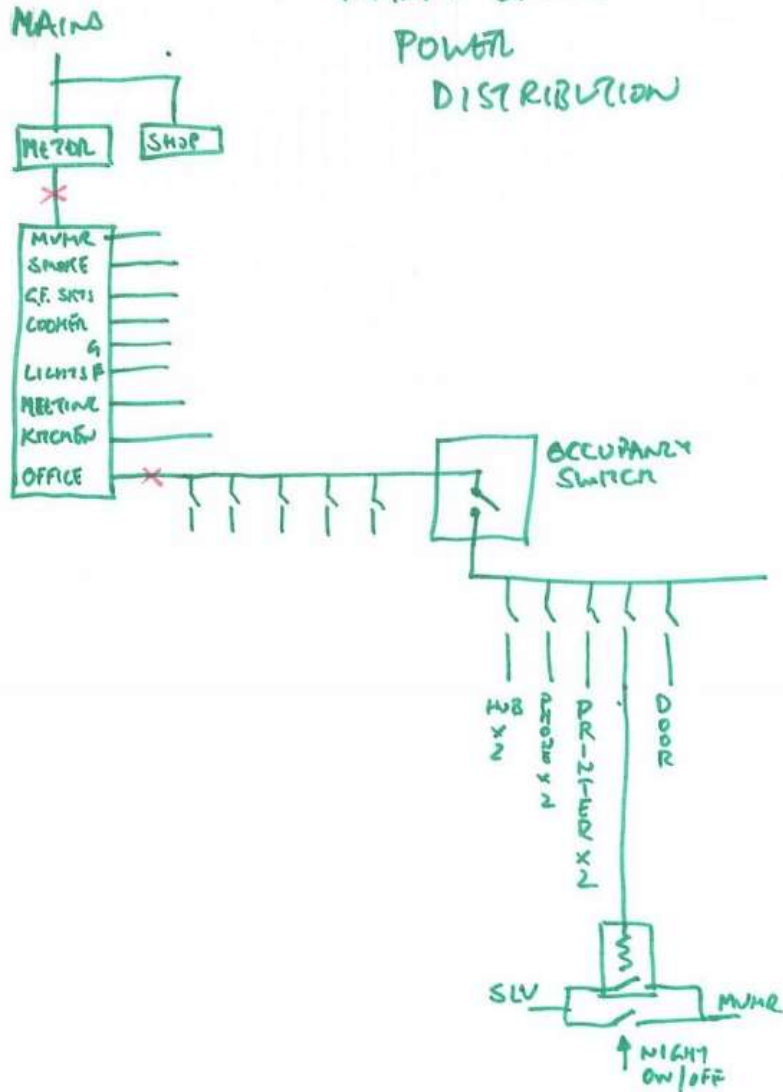 MAINS
POWER
DISTRIBUTION
METOR
SHOP
MVHR
SMOKE
G.F. SKTS
COOKER
G
LIGHTS F
MEETING
KITCHEN
OFFICE
OCCUPANCY
SWITCH
HUB X 2
PHONE X 2
PRINTER X 2
DOOR
SLV
MVHR
NIGHT
ON/OFF